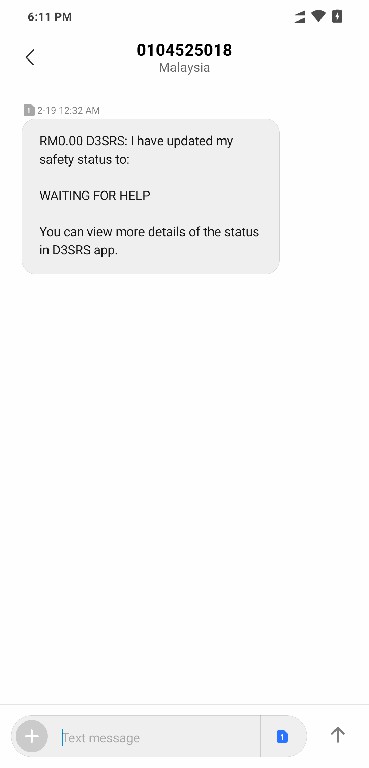 6:11 PM
0104525018
Malaysia
1 2-19 12:32 AM
RM0.00 D3SRS: I have updated my
safety status to:
WAITING FOR HELP
You can view more details of the status
in D3SRS app.
Text message
1